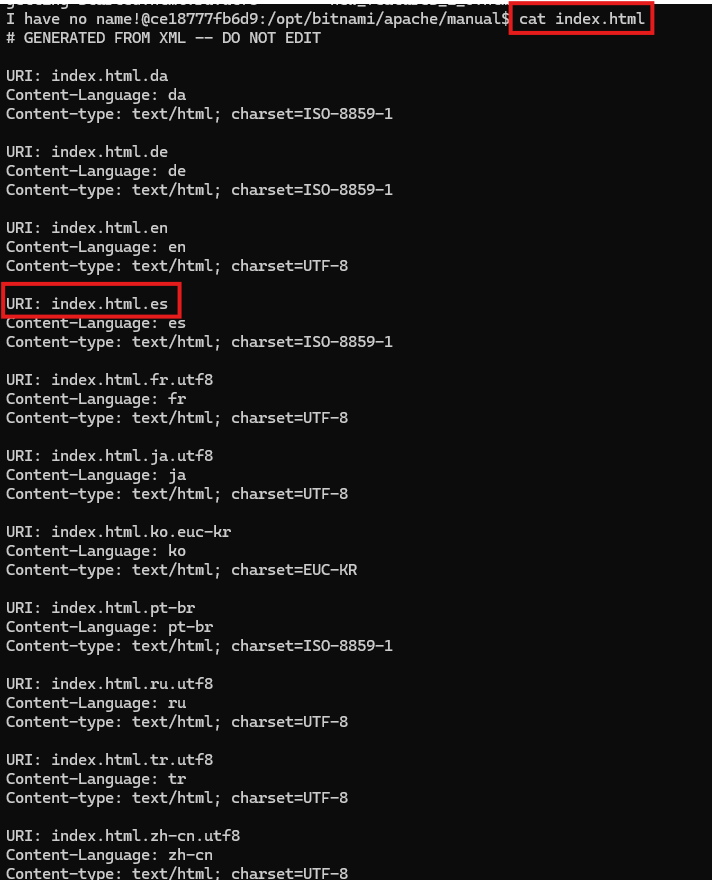 I have no name!@ce18777fb6d9:/opt/bitnami/apache/manual$ cat index.html
# GENERATED FROM XML -- DO NOT EDIT
URI: index.html.da
Content-Language: da
Content-type: text/html; charset=ISO-8859-1
URI: index.html.de
Content-Language: de
Content-type: text/html; charset=ISO-8859-1
URI: index.html.en
Content-Language: en
Content-type: text/html; charset=UTF-8
URI: index.html.es
Content-Language: es
Content-type: text/html; charset=ISO-8859-1
URI: index.html.fr.utf8
Content-Language: fr
Content-type: text/html; charset=UTF-8
URI: index.html.ja.utf8
Content-Language: ja
Content-type: text/html; charset=UTF-8
URI: index.html.ko.euc-kr
Content-Language: ko
Content-type: text/html; charset=EUC-KR
URI: index.html.pt-br
Content-Language: pt-br
Content-type: text/html; charset=ISO-8859-1
URI: index.html.ru.utf8
Content-Language: ru
Content-type: text/html; charset=UTF-8
URI: index.html.tr.utf8
Content-Language: tr
Content-type: text/html; charset=UTF-8
URI: index.html.zh-cn.utf8
Content-Language: zh-cn
Content-type: text/html; charset=UTF-8